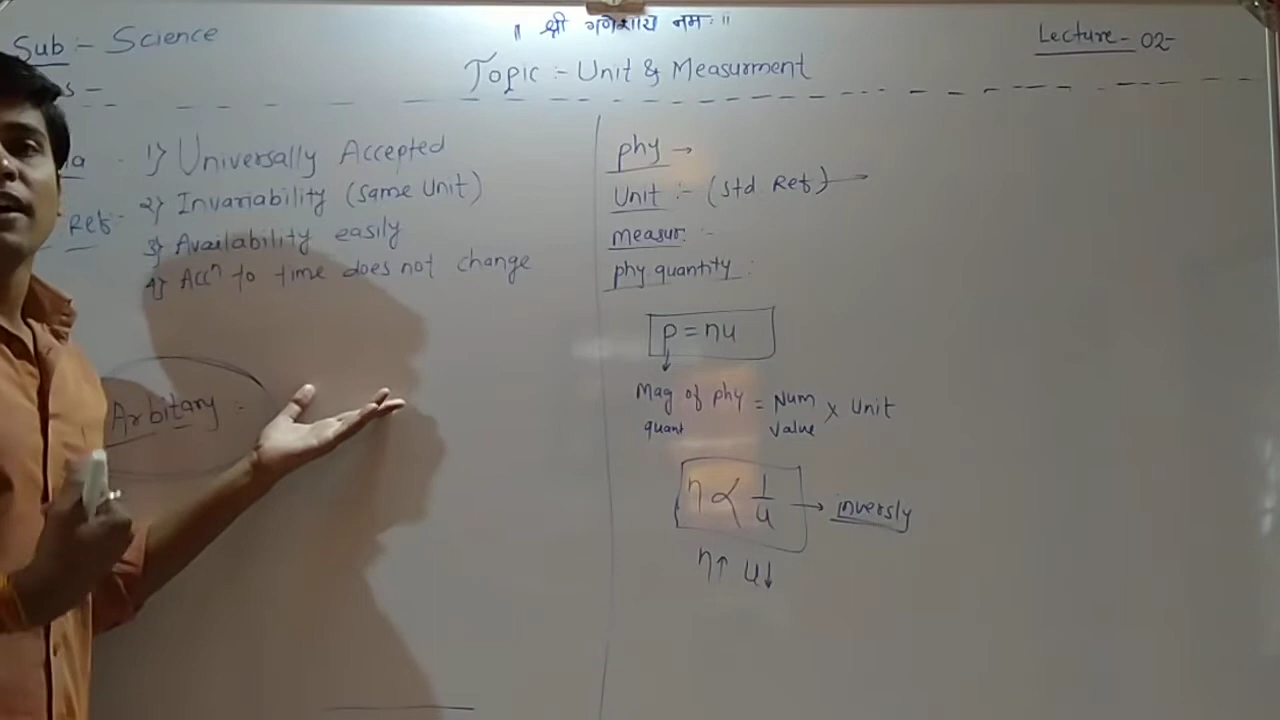 ॥ श्री गणेशाय नमः ॥
Sub :- Science
Lecture - 02-
Topic :- Unit & Measurment
s -
1) Universally Accepted
2) Invariability (same Unit)
Ref -
3) Availability easily
4) Accⁿ to time does not change
Arbitary -
phy →
Unit :- (std Ref) →
measur: -
phy quantity :
p = nu
↓
Mag of phy = Num × Unit
quant value
n ∝ 1/u → inversly
n↑ u↓